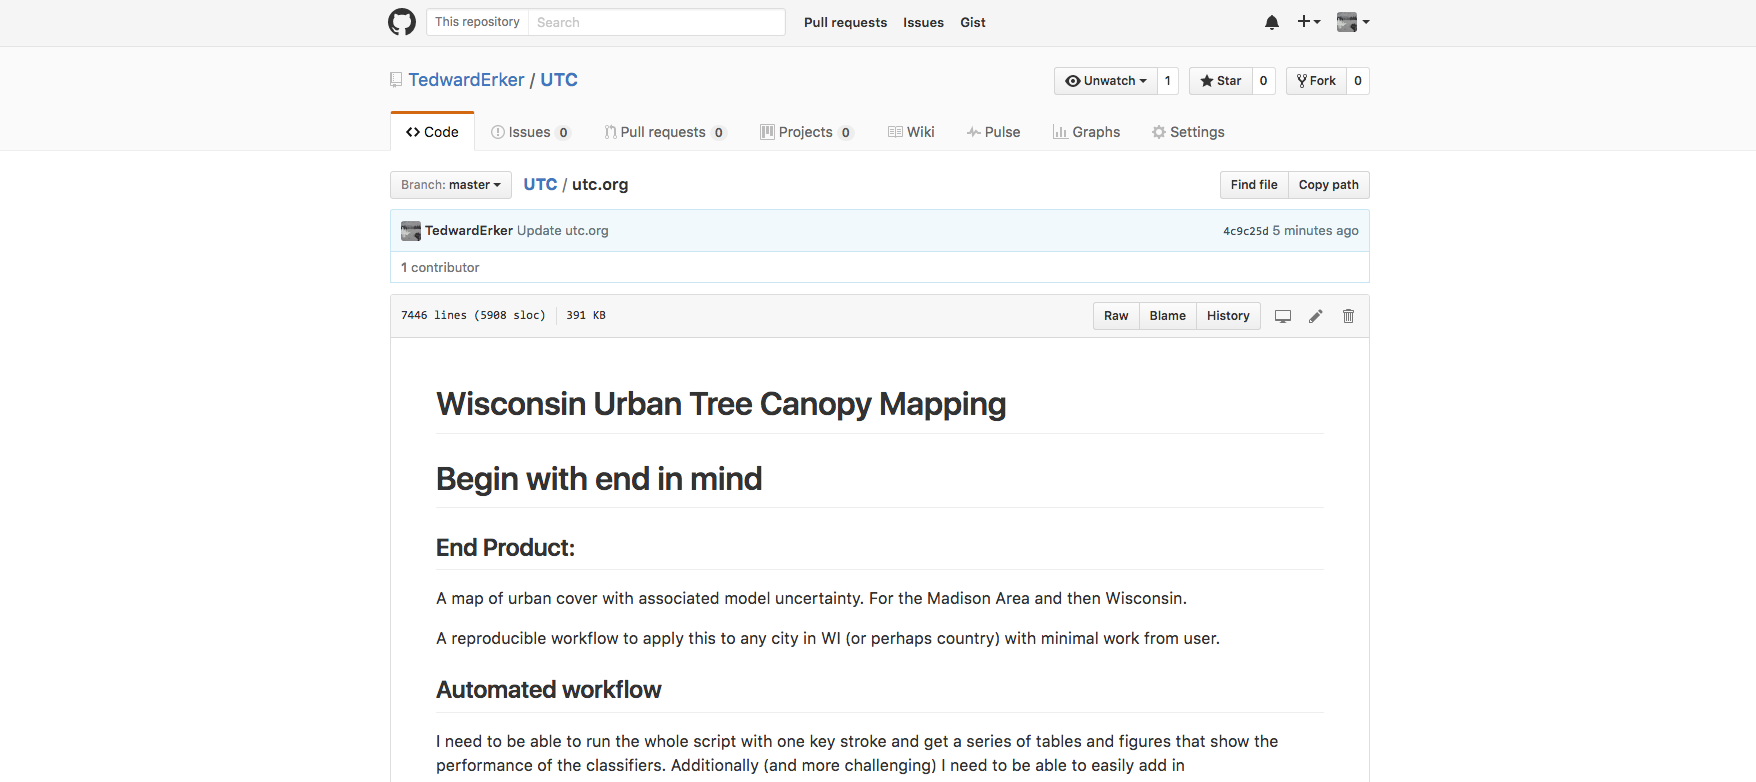 This repository Search Pull requests Issues Gist
TedwardErker / UTC Unwatch 1 Star 0 Fork 0
Code Issues 0 Pull requests 0 Projects 0 Wiki Pulse Graphs Settings
Branch: master UTC / utc.org Find file Copy path
TedwardErker Update utc.org 4c9c25d 5 minutes ago
1 contributor
7446 lines (5908 sloc) 391 KB Raw Blame History
Wisconsin Urban Tree Canopy Mapping
Begin with end in mind
End Product:
A map of urban cover with associated model uncertainty. For the Madison Area and then Wisconsin.
A reproducible workflow to apply this to any city in WI (or perhaps country) with minimal work from user.
Automated workflow
I need to be able to run the whole script with one key stroke and get a series of tables and figures that show the
performance of the classifiers. Additionally (and more challenging) I need to be able to easily add in